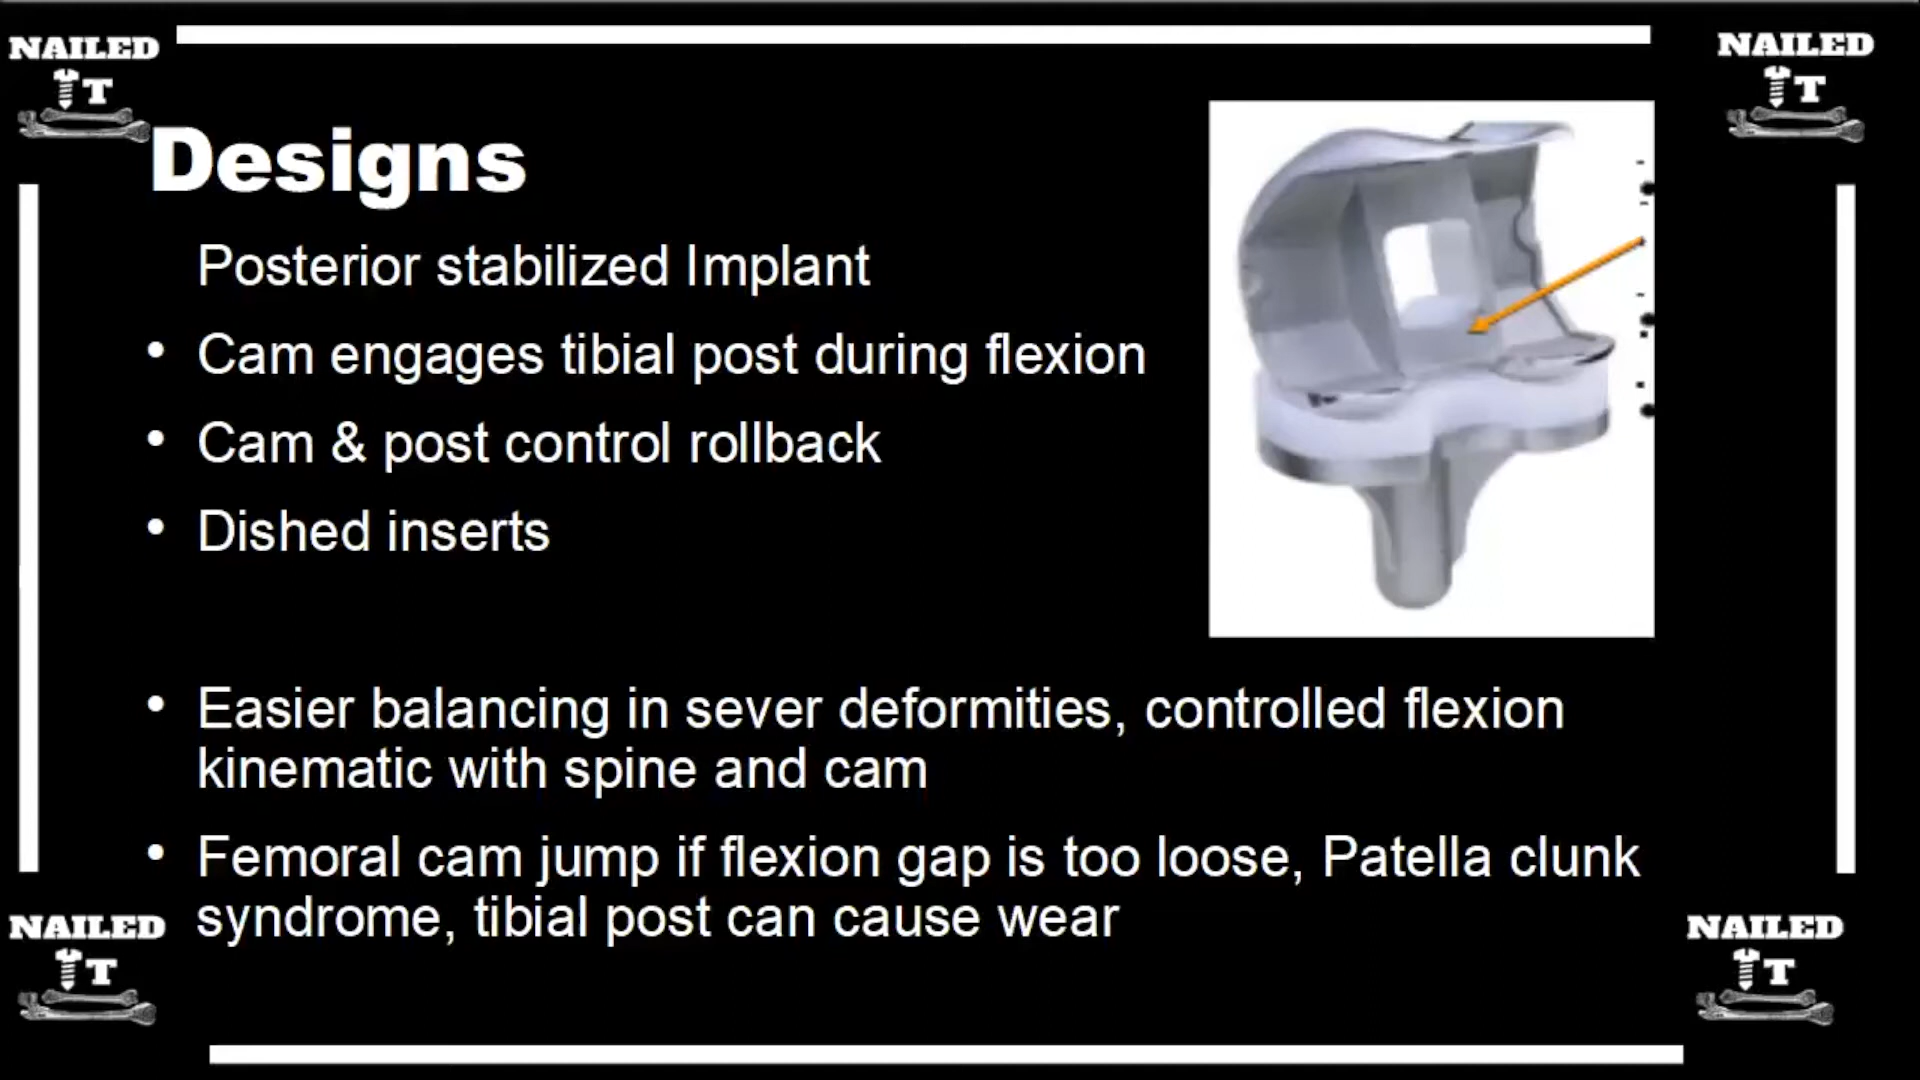 NAILED
IT
NAILED
IT
Designs
Posterior stabilized Implant
• Cam engages tibial post during flexion
• Cam & post control rollback
• Dished inserts
• Easier balancing in sever deformities, controlled flexion
kinematic with spine and cam
• Femoral cam jump if flexion gap is too loose, Patella clunk
syndrome, tibial post can cause wear
NAILED
IT
NAILED
IT